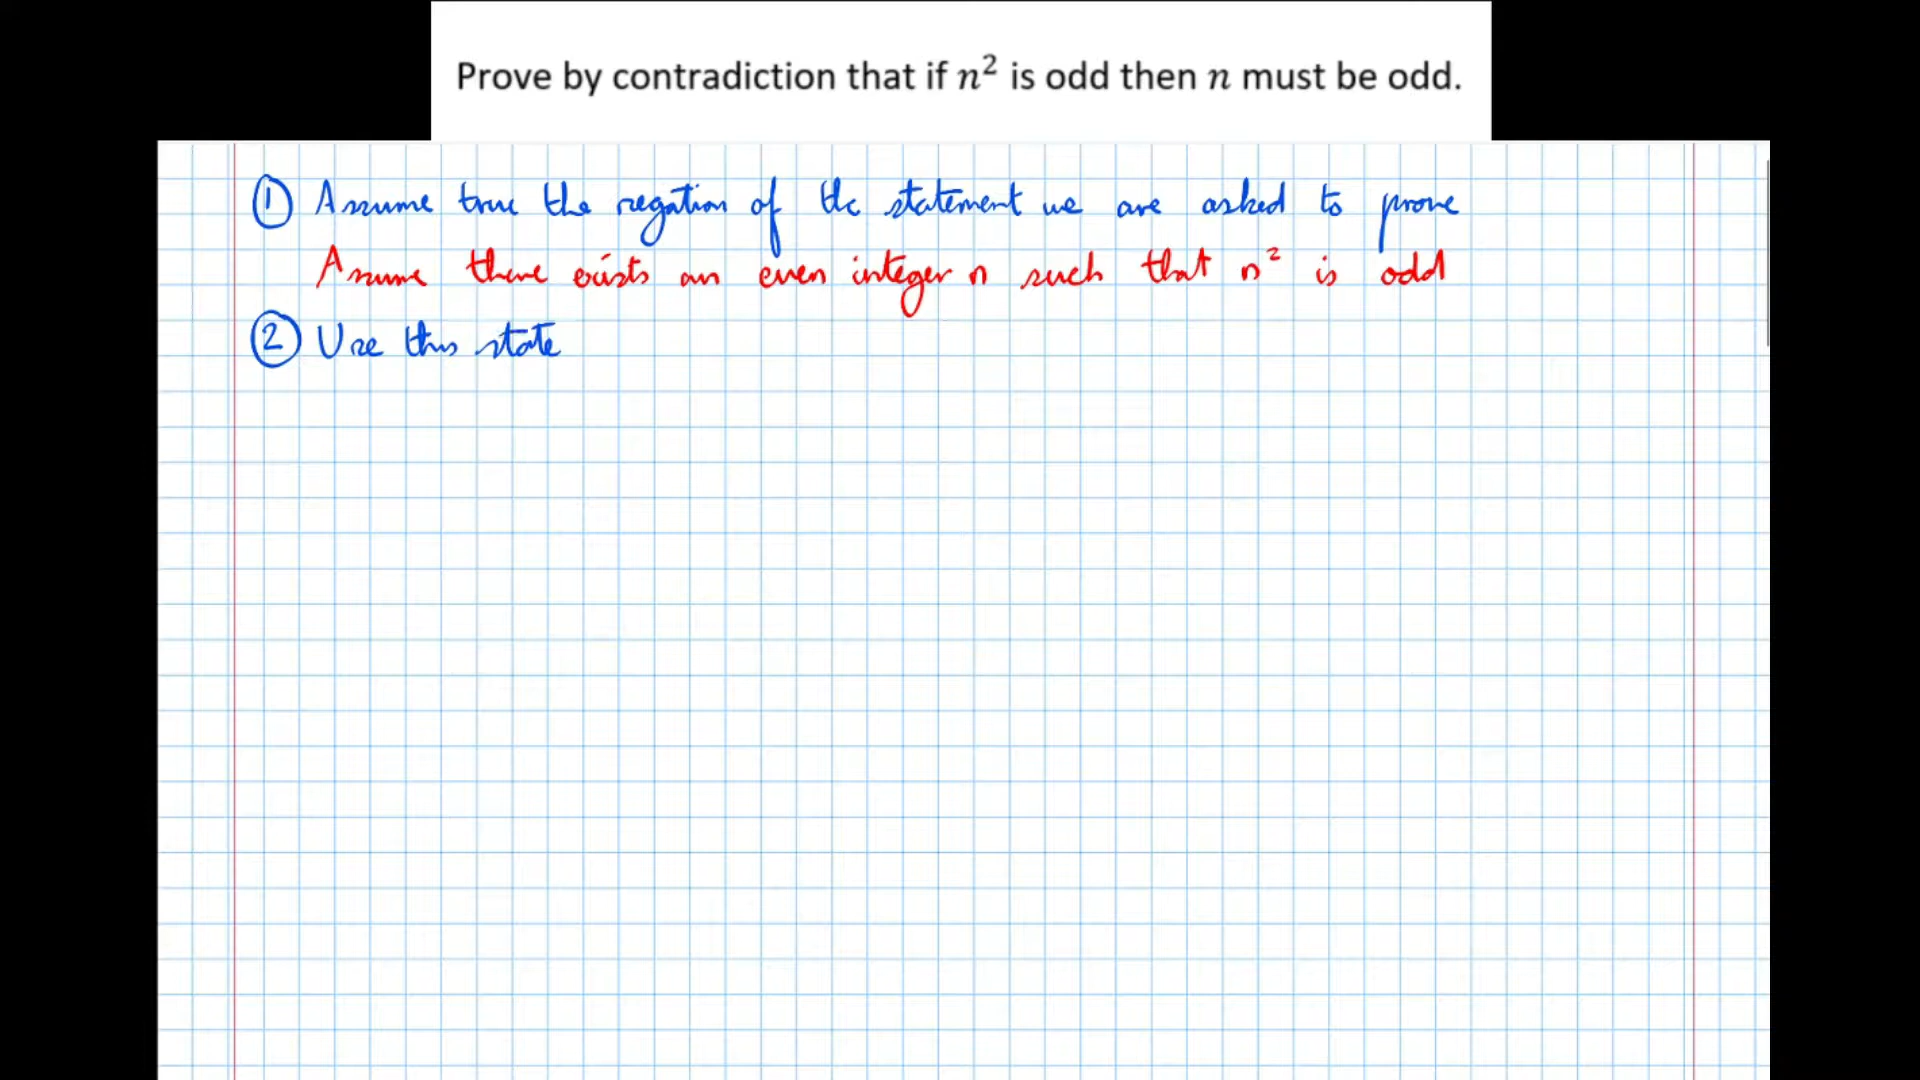 Prove by contradiction that if n² is odd then n must be odd.
① Assume true the negation of the statement we are asked to prove
Assume there exists an even integer n such that n² is odd
② Use this state